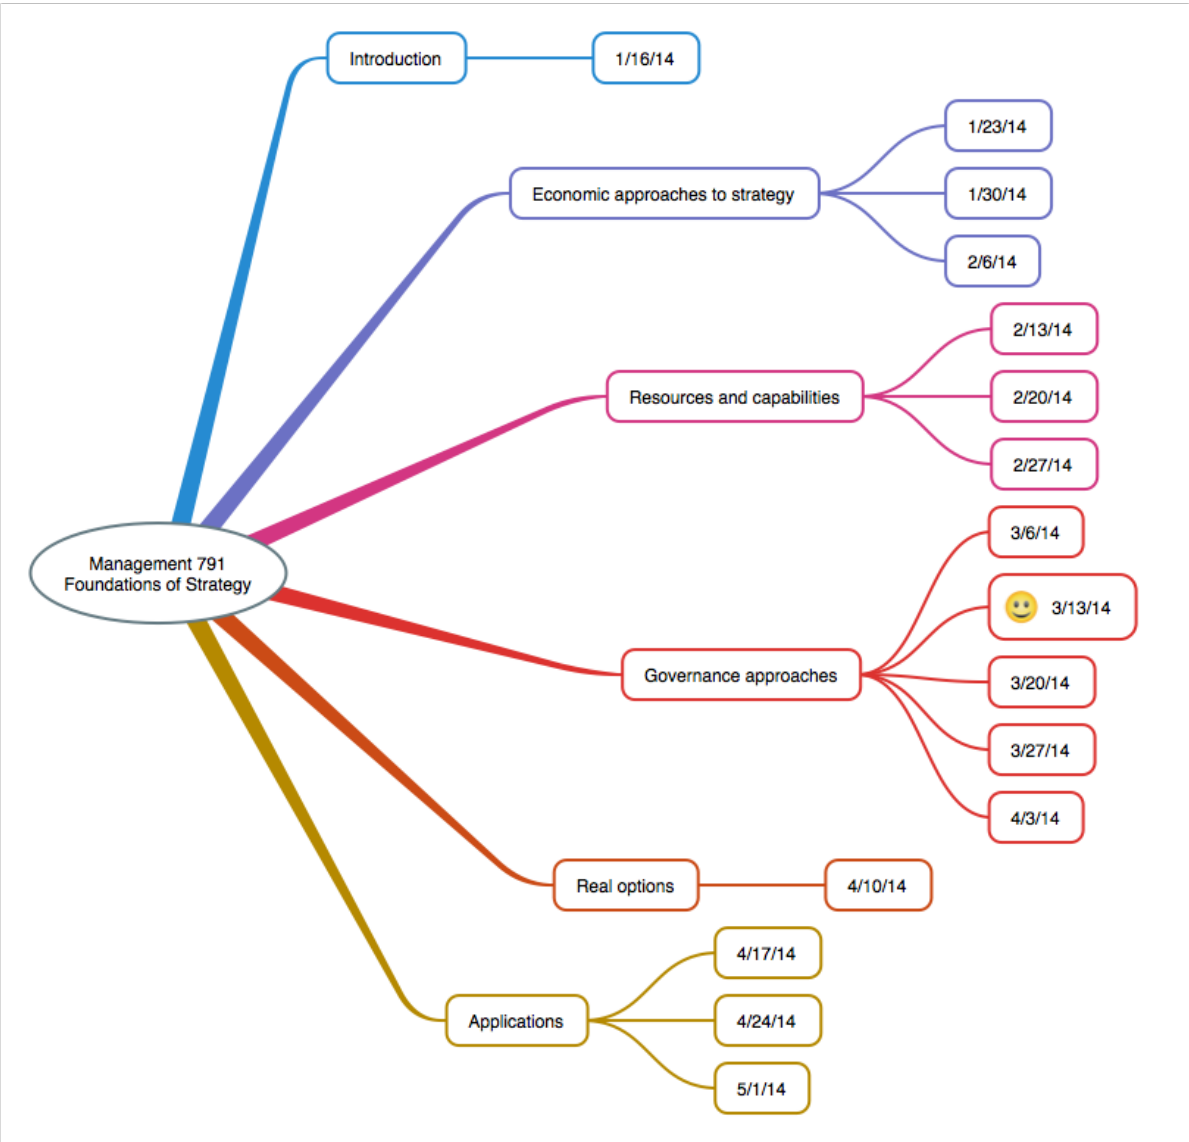 Introduction
1/16/14
1/23/14
Economic approaches to strategy
1/30/14
2/6/14
2/13/14
Resources and capabilities
2/20/14
2/27/14
3/6/14
Management 791
Foundations of Strategy
3/13/14
Governance approaches
3/20/14
3/27/14
4/3/14
Real options
4/10/14
4/17/14
Applications
4/24/14
5/1/14